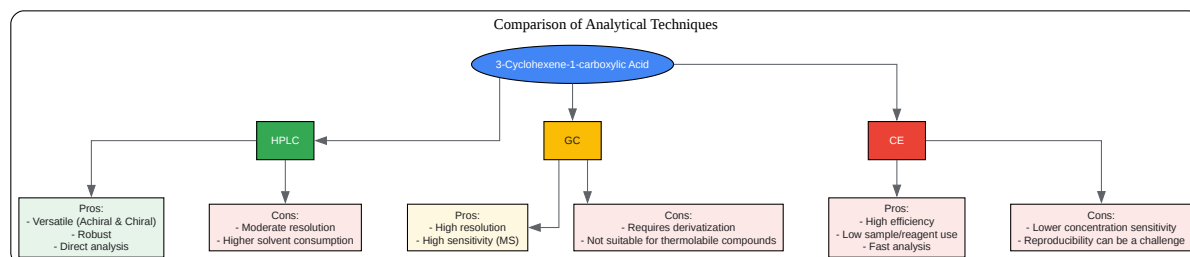 Comparison of Analytical Techniques
3-Cyclohexene-1-carboxylic Acid
HPLC
GC
CE
Pros:
- Versatile (Achiral & Chiral)
- Robust
- Direct analysis
Cons:
- Moderate resolution
- Higher solvent consumption
Pros:
- High resolution
- High sensitivity (MS)
Cons:
- Requires derivatization
- Not suitable for thermolabile compounds
Pros:
- High efficiency
- Low sample/reagent use
- Fast analysis
Cons:
- Lower concentration sensitivity
- Reproducibility can be a challenge